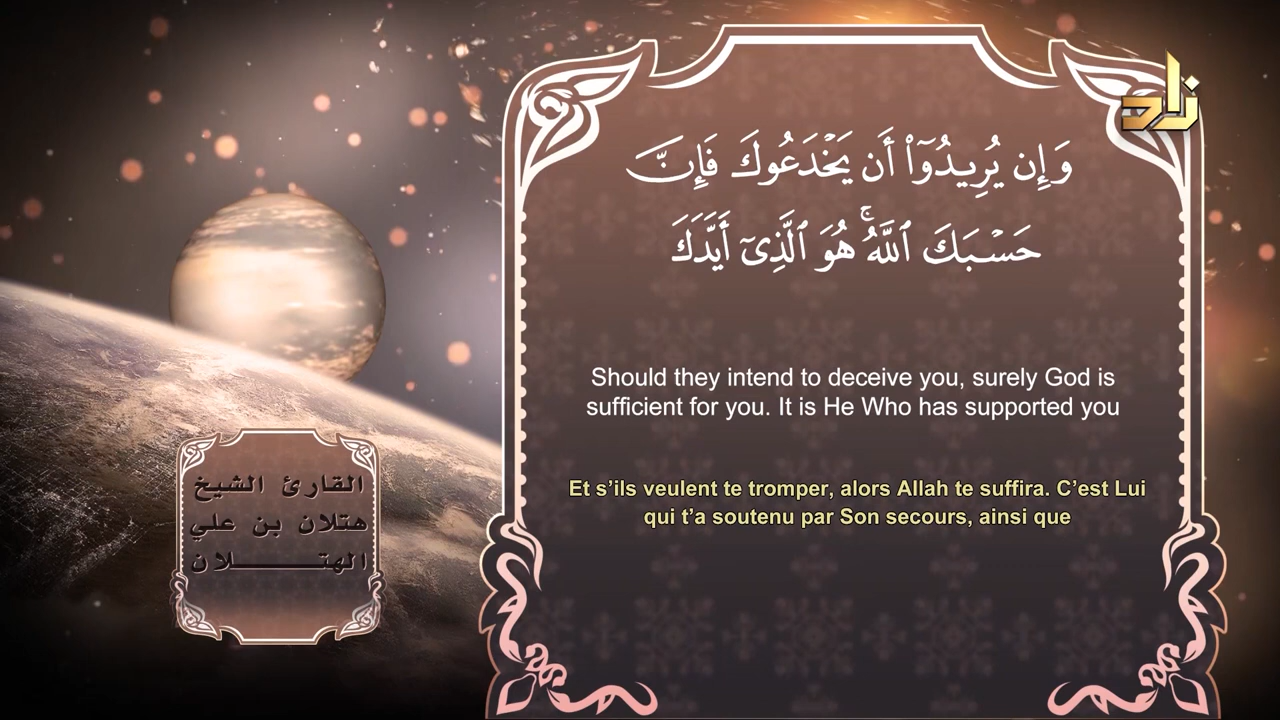 زاد
وَإِن يُرِيدُوٓا۟ أَن يَخْدَعُوكَ فَإِنَّ
حَسْبَكَ ٱللَّهُ ۚ هُوَ ٱلَّذِىٓ أَيَّدَكَ
Should they intend to deceive you, surely God is
sufficient for you. It is He Who has supported you
Et s’ils veulent te tromper, alors Allah te suffira. C’est Lui
qui t’a soutenu par Son secours, ainsi que
القارئ الشيخ
هتلان بن علي
الهتـــــــلان